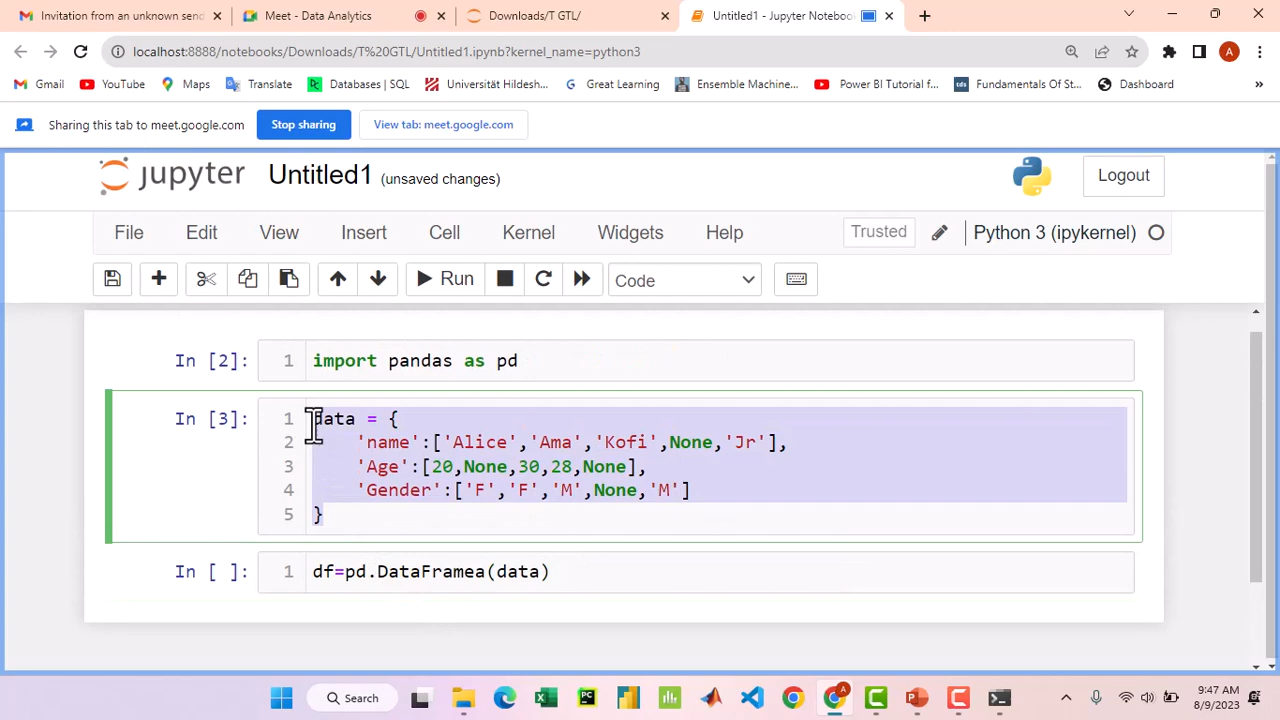 Invitation from an unknown send
Meet - Data Analytics
Downloads/T GTL/
Untitled1 - Jupyter Notebook
localhost:8888/notebooks/Downloads/T%20GTL/Untitled1.ipynb?kernel_name=python3
A
Gmail
YouTube
Maps
Translate
Databases | SQL
Universität Hildesh...
Great Learning
Ensemble Machine...
Power BI Tutorial f...
Fundamentals Of St...
Dashboard
»
Sharing this tab to meet.google.com
Stop sharing
View tab: meet.google.com
jupyter Untitled1 (unsaved changes)
Logout
File Edit View Insert Cell Kernel Widgets Help
Trusted
Python 3 (ipykernel)
Run
Code
In [2]: 1 import pandas as pd
In [3]: 1 data = {
2 'name':['Alice','Ama','Kofi',None,'Jr'],
3 'Age':[20,None,30,28,None],
4 'Gender':['F','F','M',None,'M']
5 }
In [ ]: 1 df=pd.DataFramea(data)
Search
9:47 AM
8/9/2023